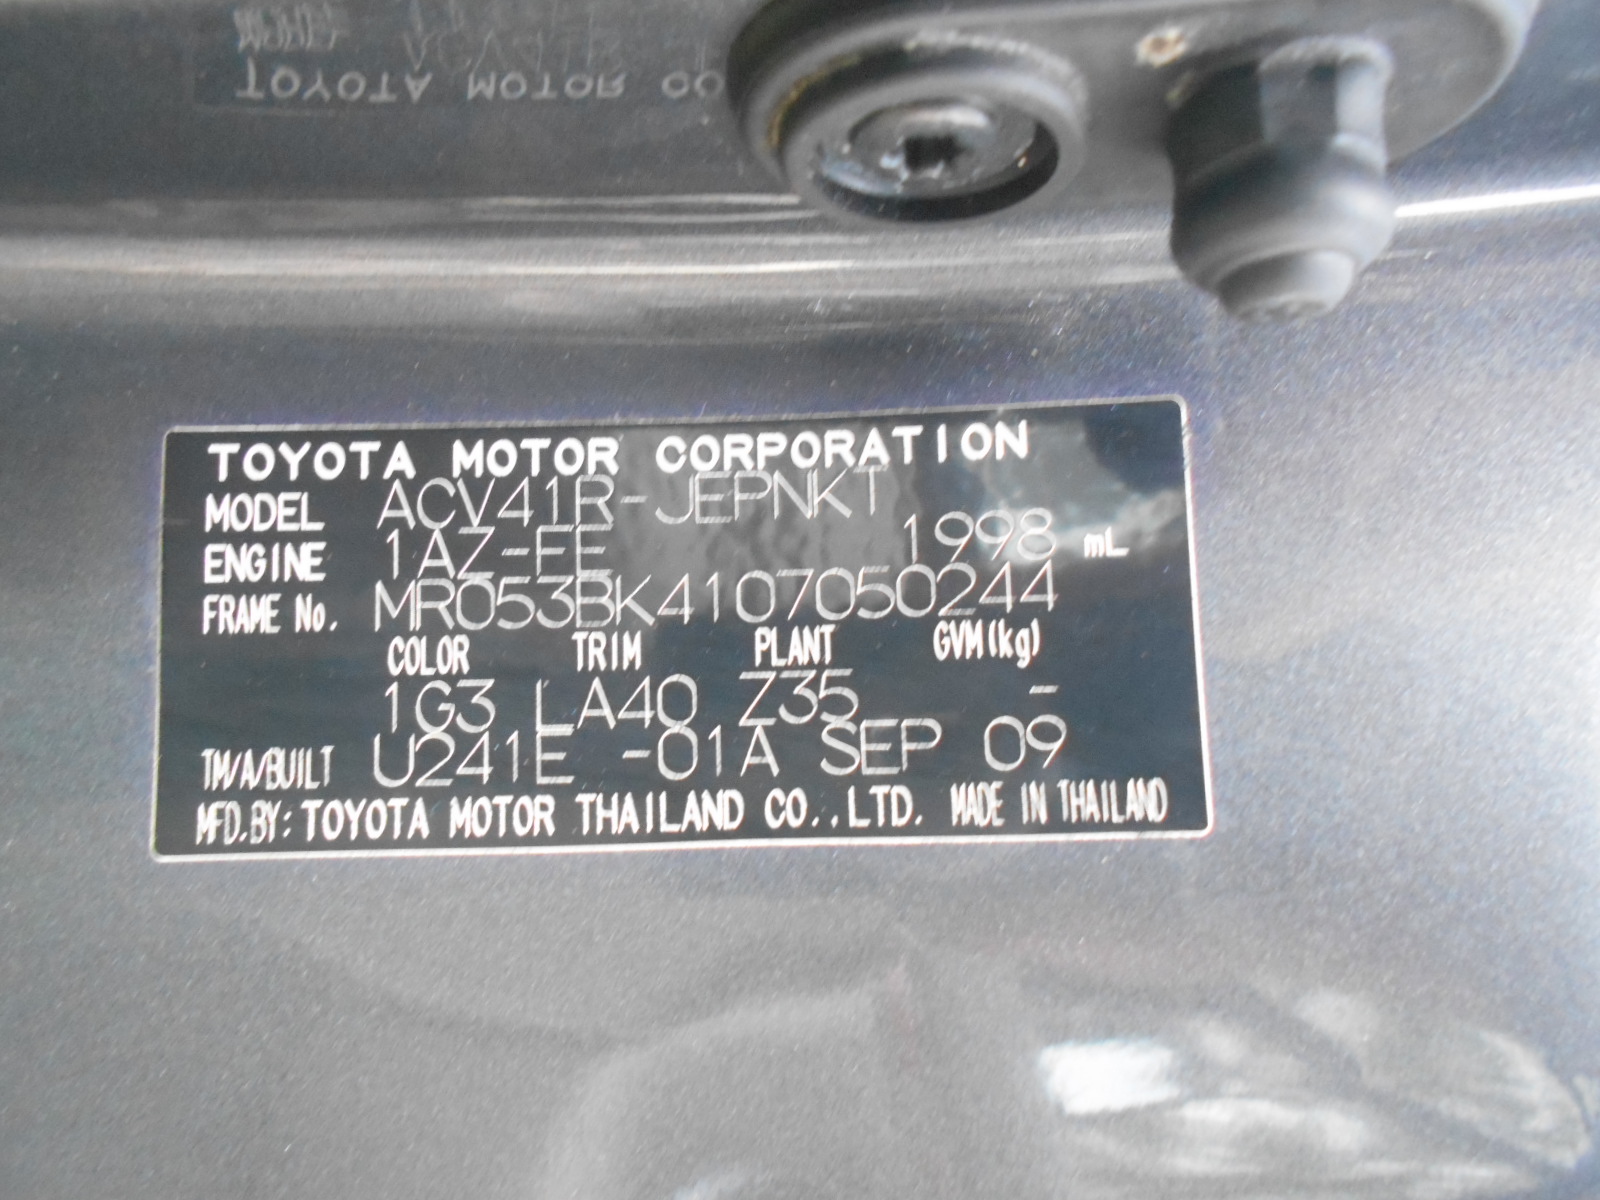 TOYOTA MOTOR CO
TOYOTA MOTOR CORPORATION
MODEL ACV41R-JEPNKT
ENGINE 1AZ-FE 1998 mL
FRAME No. MR053BK4107050244
COLOR TRIM PLANT GVM(kg)
1G3 LA40 Z35 -
TM/A/BUILT U241E -01A SEP 09
MFD.BY: TOYOTA MOTOR THAILAND CO.,LTD. MADE IN THAILAND